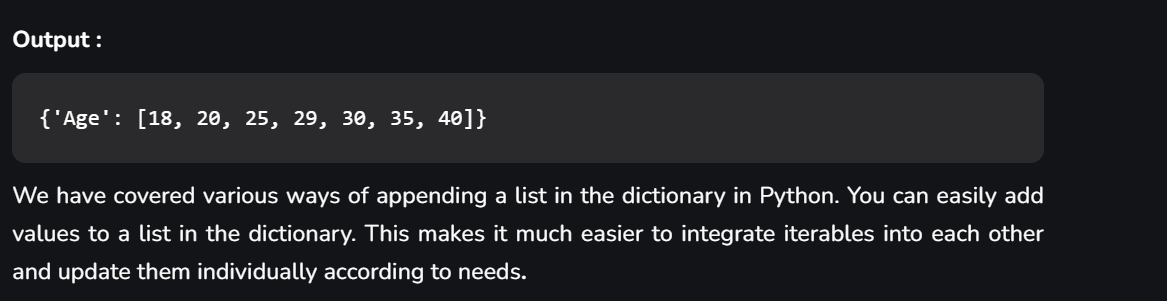 Output :
{'Age': [18, 20, 25, 29, 30, 35, 40]}
We have covered various ways of appending a list in the dictionary in Python. You can easily add
values to a list in the dictionary. This makes it much easier to integrate iterables into each other
and update them individually according to needs.